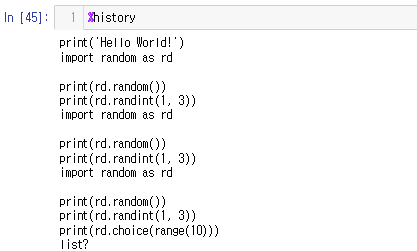 In [45]:
1 %history
print('Hello World!')
import random as rd
print(rd.random())
print(rd.randint(1, 3))
import random as rd
print(rd.random())
print(rd.randint(1, 3))
import random as rd
print(rd.random())
print(rd.randint(1, 3))
print(rd.choice(range(10)))
list?